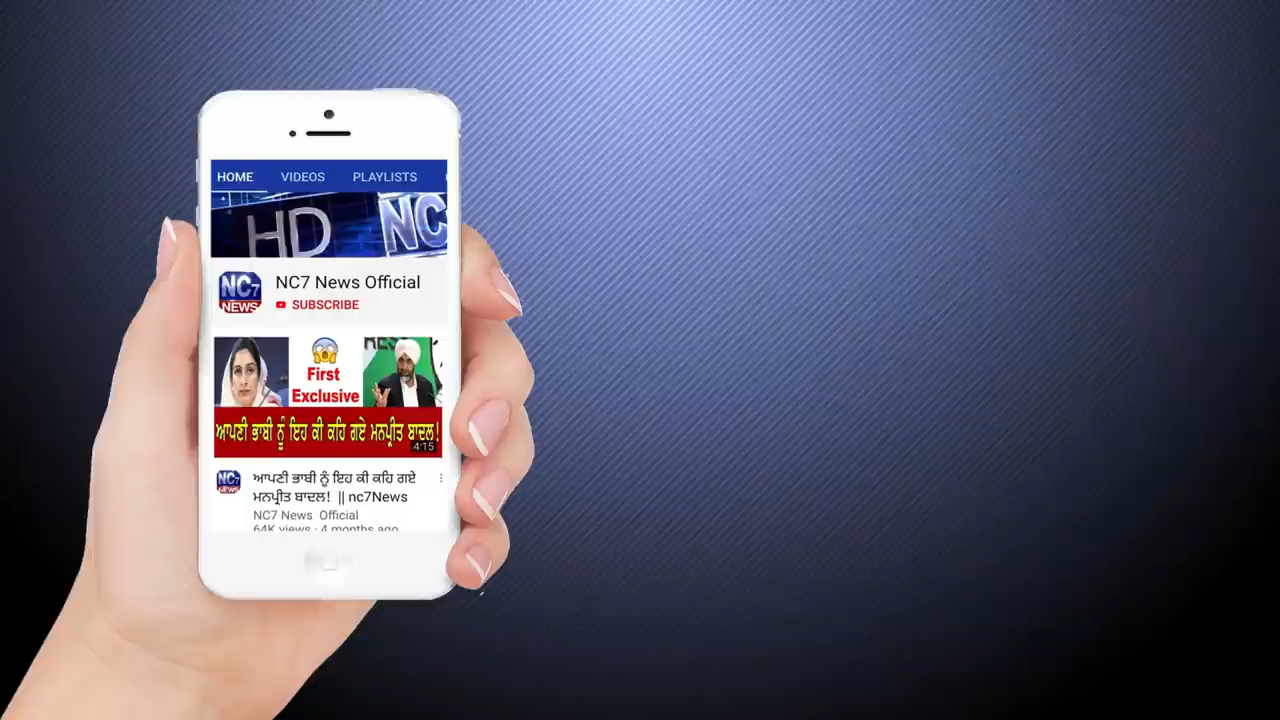 HOME VIDEOS PLAYLISTS
HD NC
NC7 NEWS
NC7 News Official
SUBSCRIBE
First
Exclusive
ਆਪਣੀ ਭਾਬੀ ਨੂੰ ਇਹ ਕੀ ਕਹਿ ਗਏ ਮਨਪ੍ਰੀਤ ਬਾਦਲ!
4:15
NC7 NEWS
ਆਪਣੀ ਭਾਬੀ ਨੂੰ ਇਹ ਕੀ ਕਹਿ ਗਏ
ਮਨਪ੍ਰੀਤ ਬਾਦਲ! || nc7News
NC7 News Official
64K views · 4 months ago